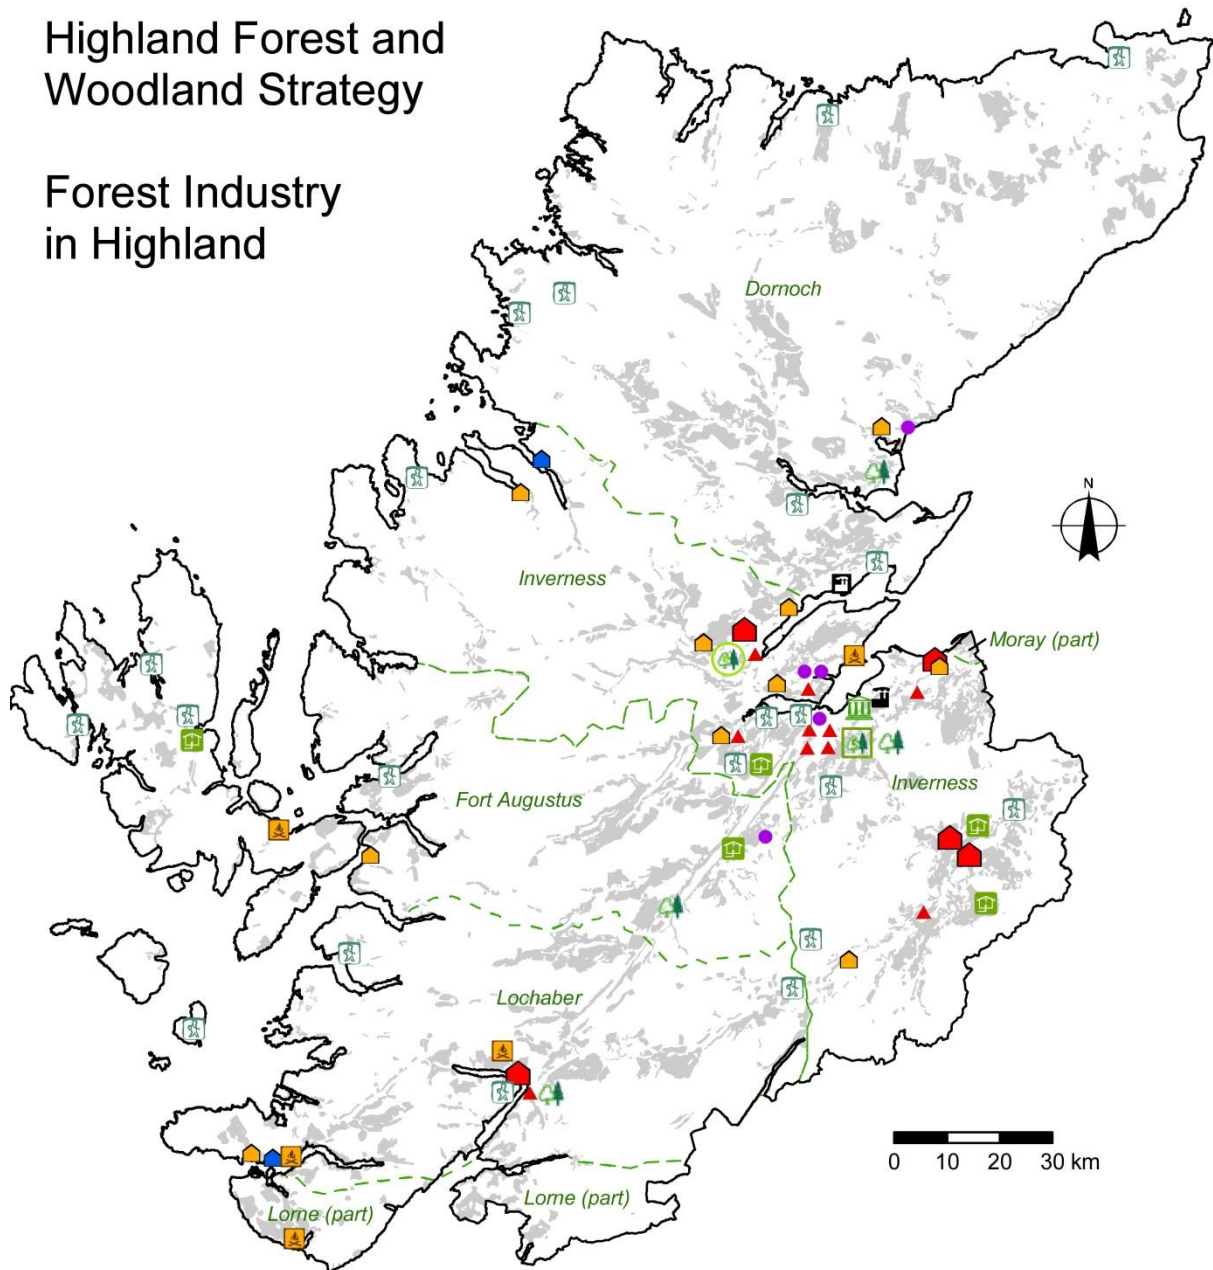 Highland Forest and
Woodland Strategy
Forest Industry
in Highland
Dornoch
N
Inverness
Moray (part)
Inverness
Fort Augustus
Lochaber
0 10 20 30 km
Lorne (part)
Lorne (part)